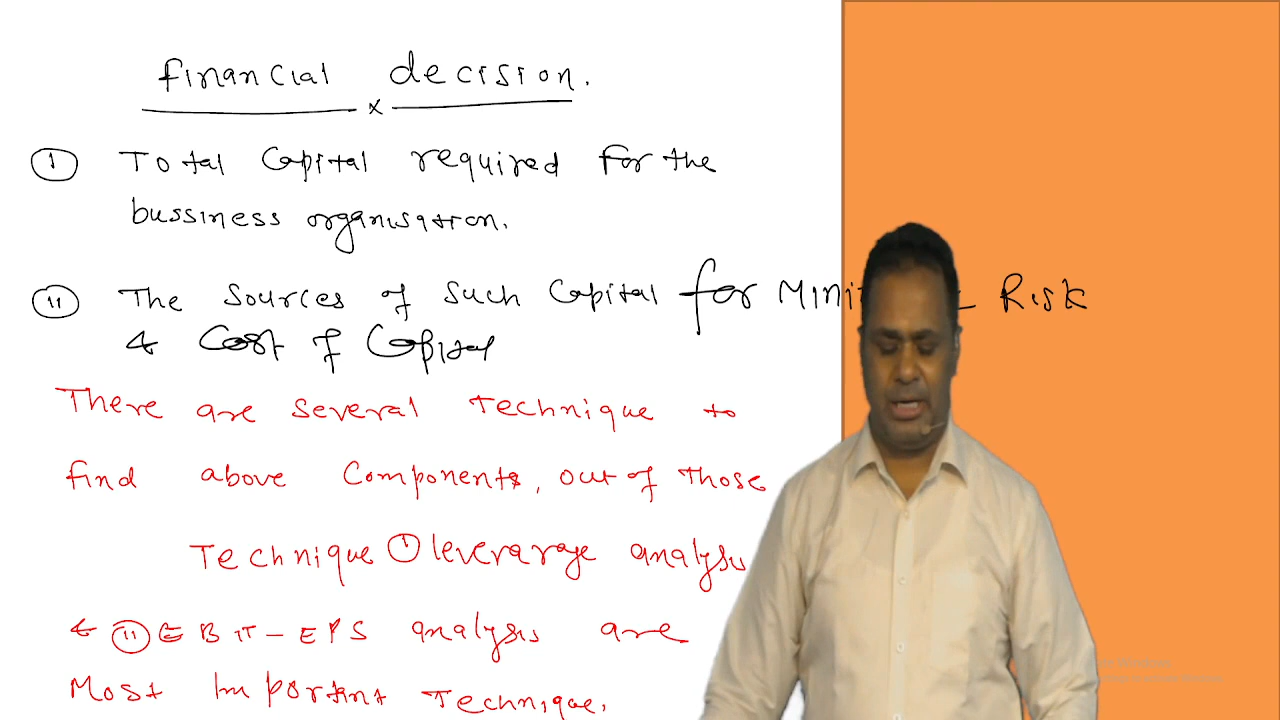 Financial decision.
x
(i) Total Capital required for the
bussiness organisation.
(ii) The Sources of Such Capital for Risk
& Cost of Capital
There are several Technique to
find above Components, out of Those
Technique (i) leverarage analysis
& (ii) EBIT-EPS analysis are
Most Important Technique.